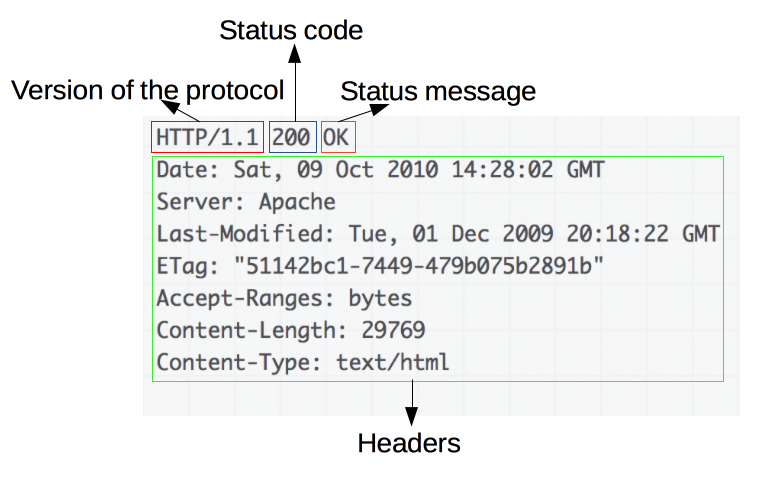 Status code
Version of the protocol
Status message
HTTP/1.1 200 OK
Date: Sat, 09 Oct 2010 14:28:02 GMT
Server: Apache
Last-Modified: Tue, 01 Dec 2009 20:18:22 GMT
ETag: "51142bc1-7449-479b075b2891b"
Accept-Ranges: bytes
Content-Length: 29769
Content-Type: text/html
Headers